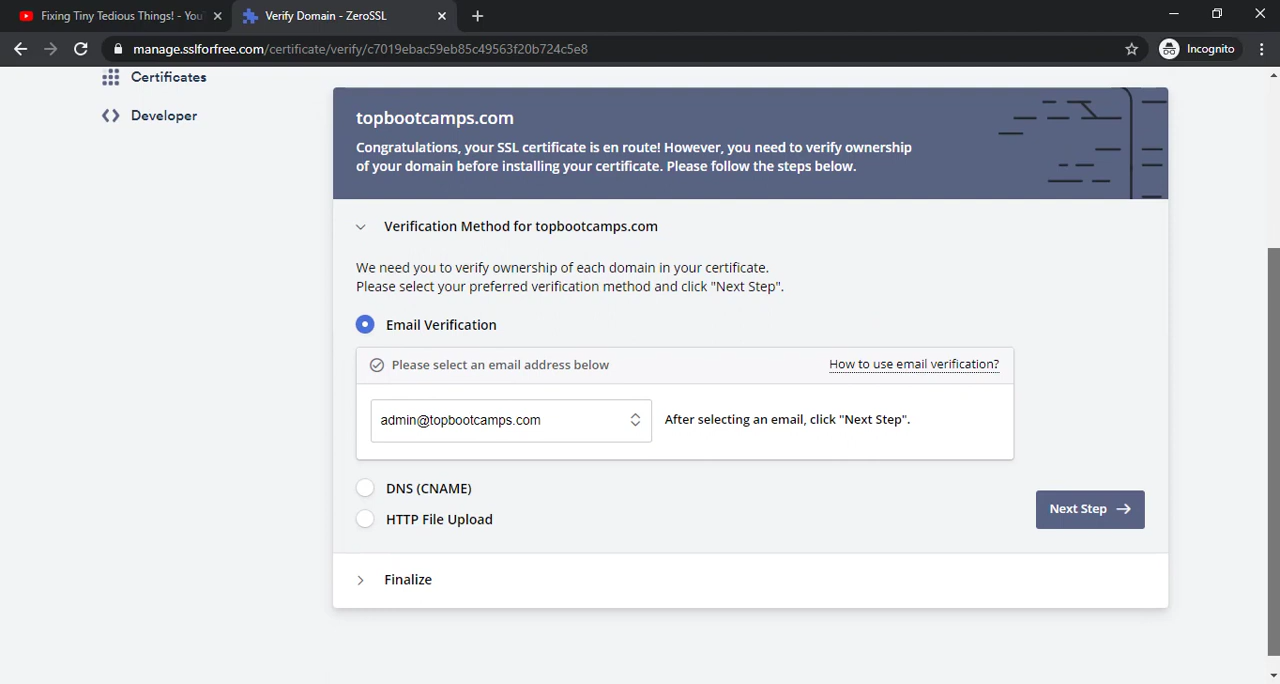 Fixing Tiny Tedious Things! - You
Verify Domain - ZeroSSL
manage.sslforfree.com/certificate/verify/c7019ebac59eb85c49563f20b724c5e8
Incognito
Certificates
Developer
topbootcamps.com
Congratulations, your SSL certificate is en route! However, you need to verify ownership
of your domain before installing your certificate. Please follow the steps below.
Verification Method for topbootcamps.com
We need you to verify ownership of each domain in your certificate.
Please select your preferred verification method and click "Next Step".
Email Verification
Please select an email address below
How to use email verification?
admin@topbootcamps.com
After selecting an email, click "Next Step".
DNS (CNAME)
HTTP File Upload
Next Step
Finalize